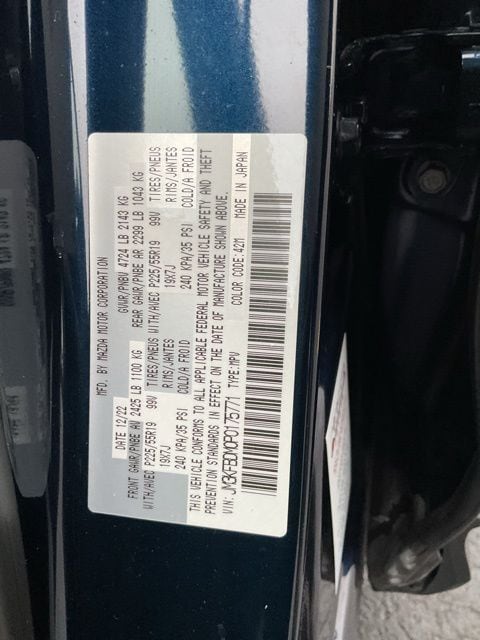 MFD. BY MAZDA MOTOR CORPORATION
DATE 12/22 GVWR/PNBV 4724 LB 2143 KG
FRONT GAWR/PNBE AV 2425 LB 1100 KG REAR GAWR/PNBE AR 2299 LB 1043 KG
WITH/AVEC P225/55R19 99V TIRES/PNEUS WITH/AVEC P225/55R19 99V TIRES/PNEUS
19X7J RIMS/JANTES 19X7J RIMS/JANTES
240 KPA/35 PSI COLD/A FROID 240 KPA/35 PSI COLD/A FROID
THIS VEHICLE CONFORMS TO ALL APPLICABLE FEDERAL MOTOR VEHICLE SAFETY AND THEFT
PREVENTION STANDARDS IN EFFECT ON THE DATE OF MANUFACTURE SHOWN ABOVE.
VIN: JM3KFBDM0P0175771 TYPE:MPV COLOR CODE:42M MADE IN JAPAN